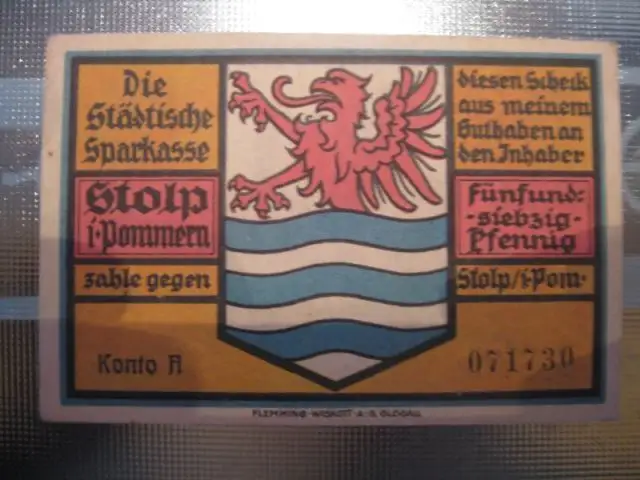 Die
Städtische
Sparkasse
Stolp
i·Pommern
zahle gegen
Konto A
diesen Scheck
aus meinem
Guthaben an
den Inhaber
fünfund-
-siebzig-
Pfennig
Stolp/i·Pom·
071730
FLEMMING-WISKOTT A-G GLOGAU